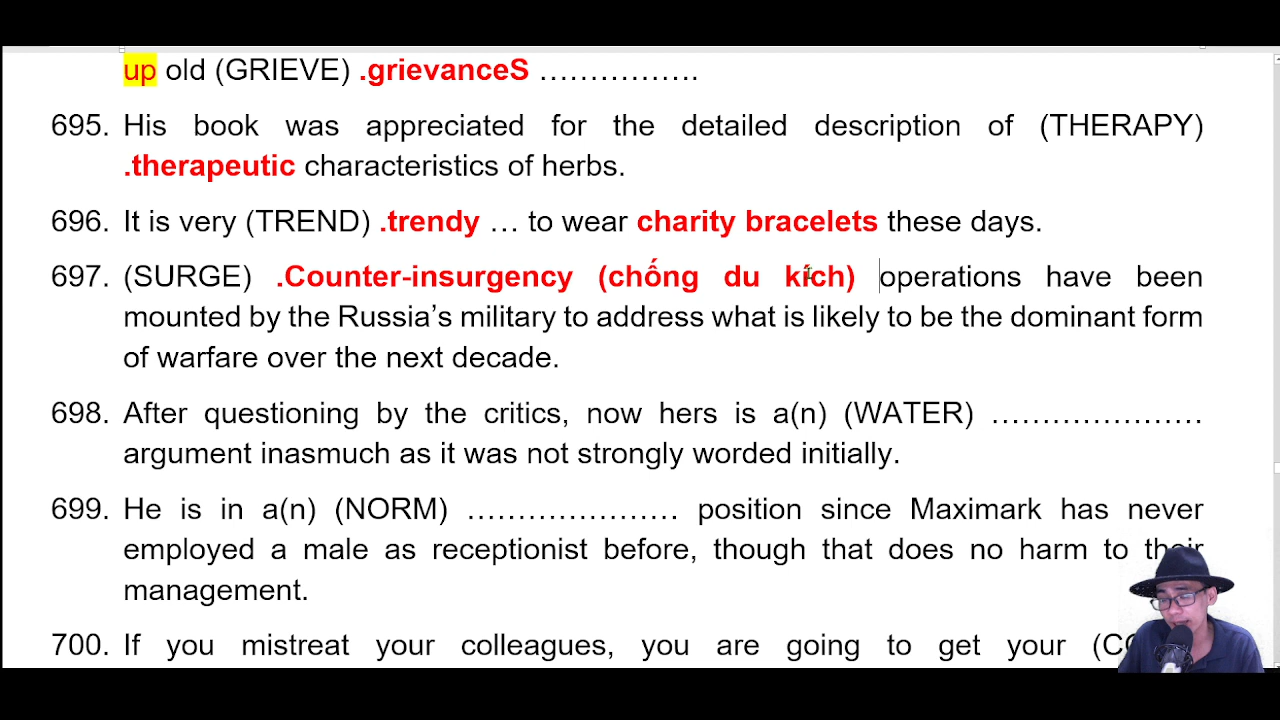 up old (GRIEVE) .grievanceS …………….
695. His book was appreciated for the detailed description of (THERAPY)
.therapeutic characteristics of herbs.
696. It is very (TREND) .trendy … to wear charity bracelets these days.
697. (SURGE) .Counter-insurgency (chống du kích) operations have been
mounted by the Russia’s military to address what is likely to be the dominant form
of warfare over the next decade.
698. After questioning by the critics, now hers is a(n) (WATER) …………………
argument inasmuch as it was not strongly worded initially.
699. He is in a(n) (NORM) ………………… position since Maximark has never
employed a male as receptionist before, though that does no harm to their
management.
700. If you mistreat your colleagues, you are going to get your